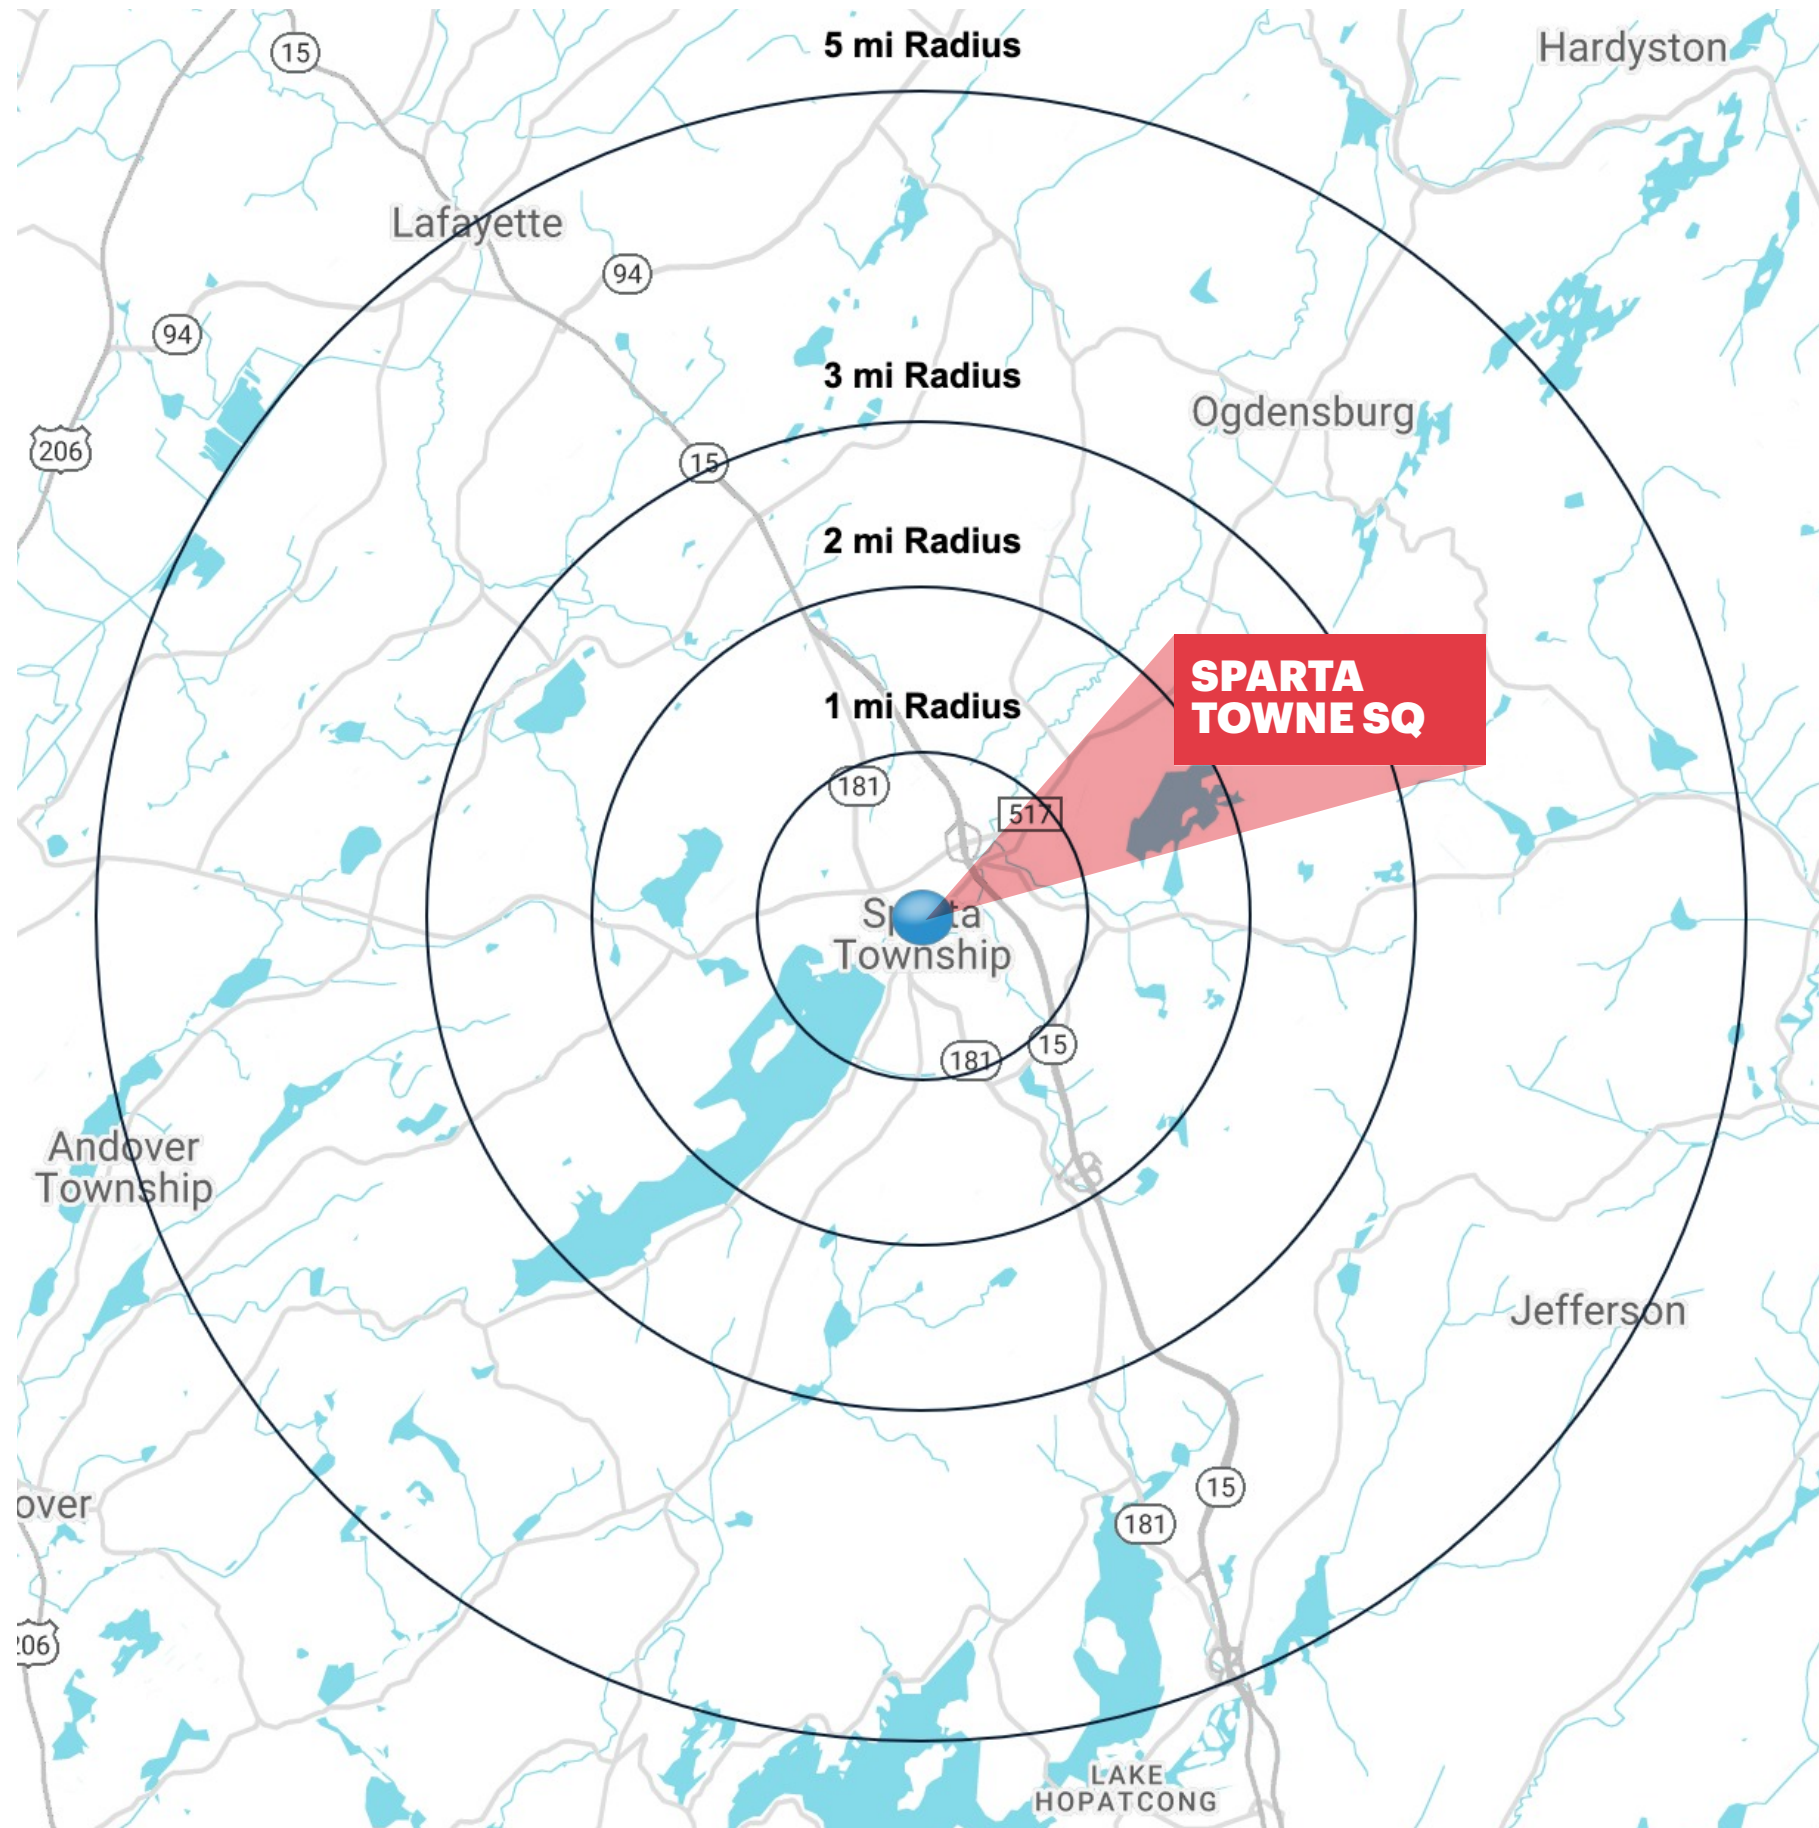 5 mi Radius
Hardyston
15
Lafayette
94
94
3 mi Radius
Ogdensburg
206
15
2 mi Radius
SPARTA
TOWNE SQ
1 mi Radius
181
517
Township
15
181
Andover
Township
Jefferson
15
over
181
LAKE
HOPATCONG